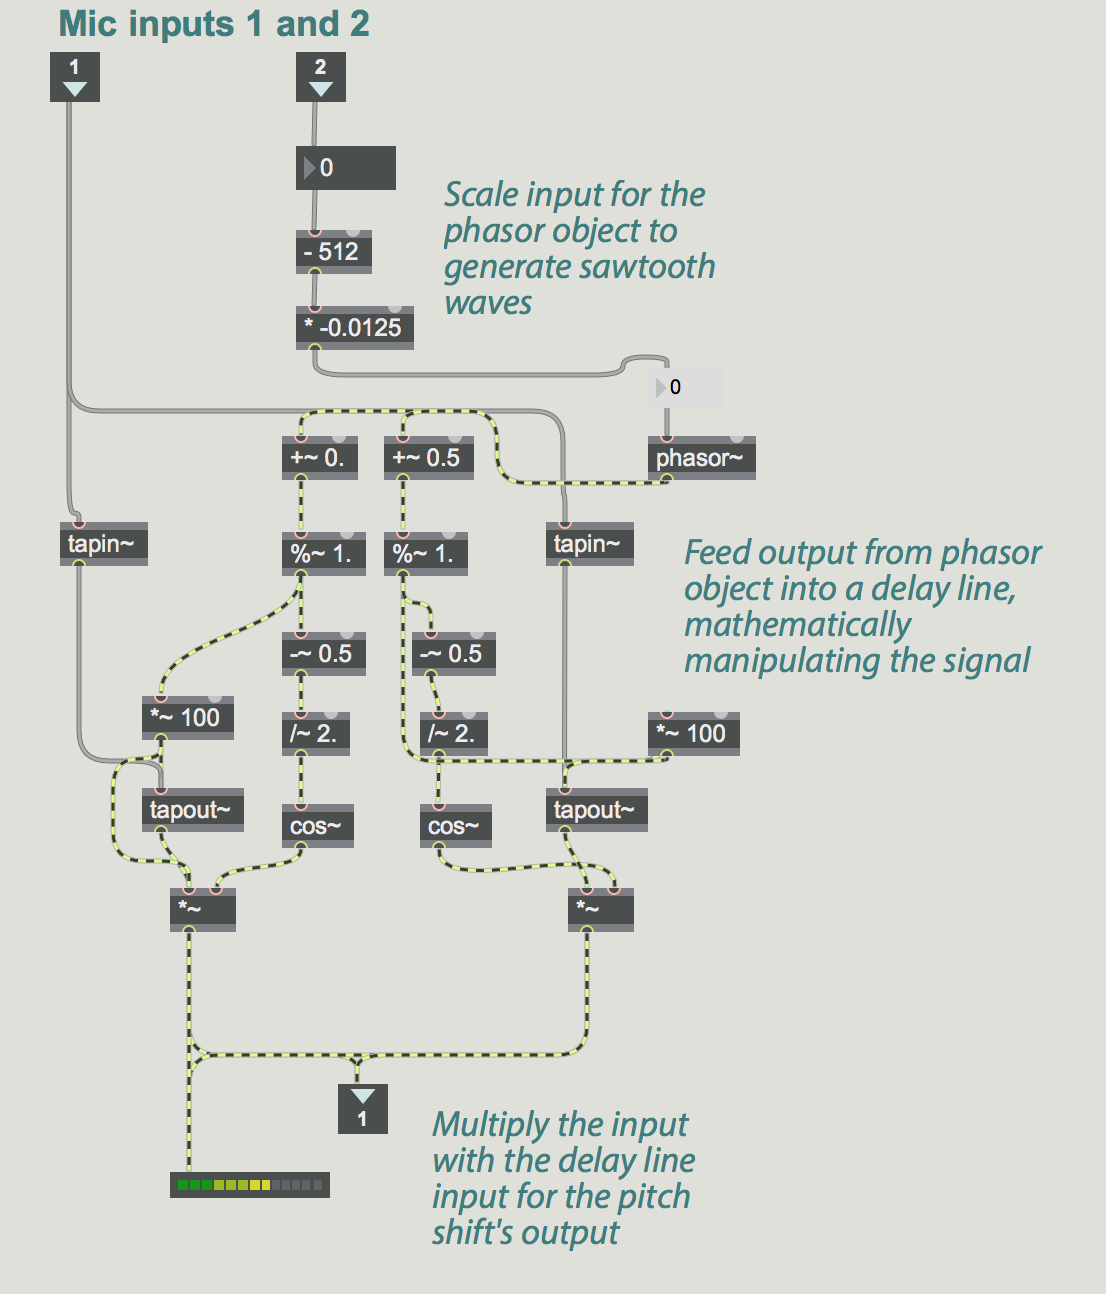 Mic inputs 1 and 2
1
2
0
- 512
* -0.0125
Scale input for the
phasor object to
generate sawtooth
waves
0
+~ 0.
+~ 0.5
phasor~
tapin~
%~ 1.
%~ 1.
tapin~
Feed output from phasor
object into a delay line,
mathematically
manipulating the signal
-~ 0.5
-~ 0.5
*~ 100
/~ 2.
/~ 2.
*~ 100
tapout~
cos~
cos~
tapout~
*~
*~
1
Multiply the input
with the delay line
input for the pitch
shift's output